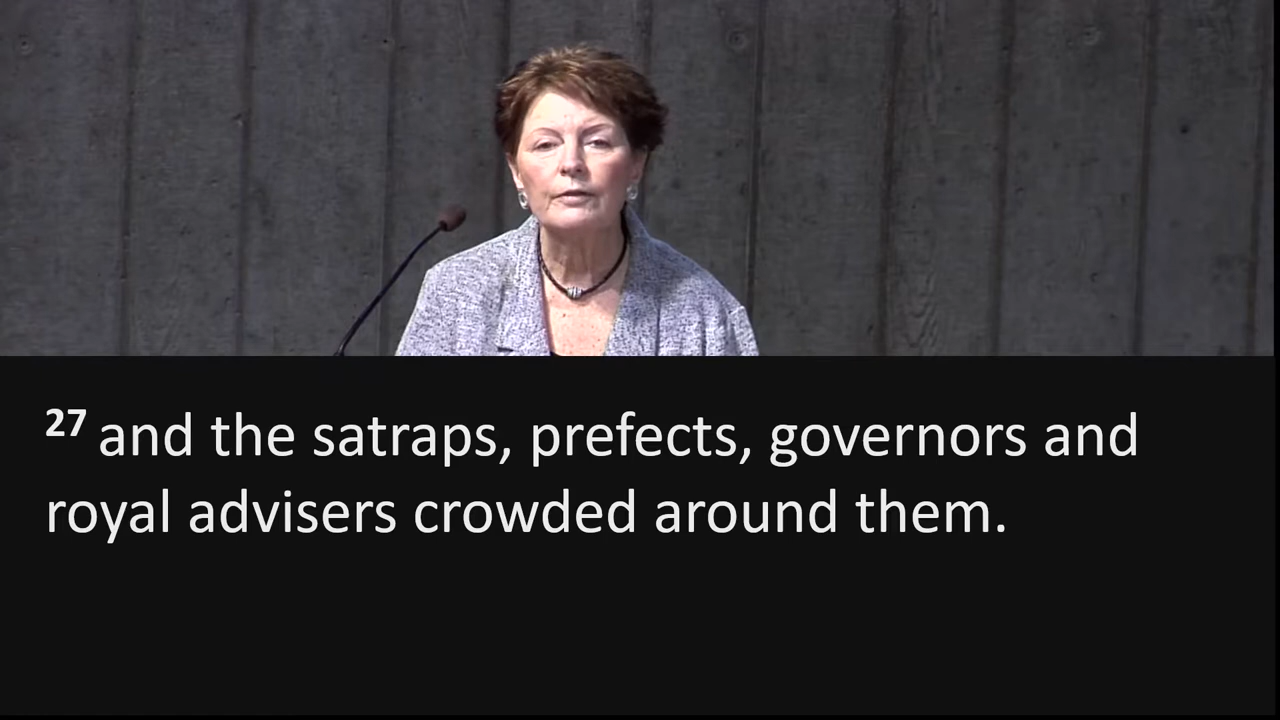 27 and the satraps, prefects, governors and
royal advisers crowded around them.